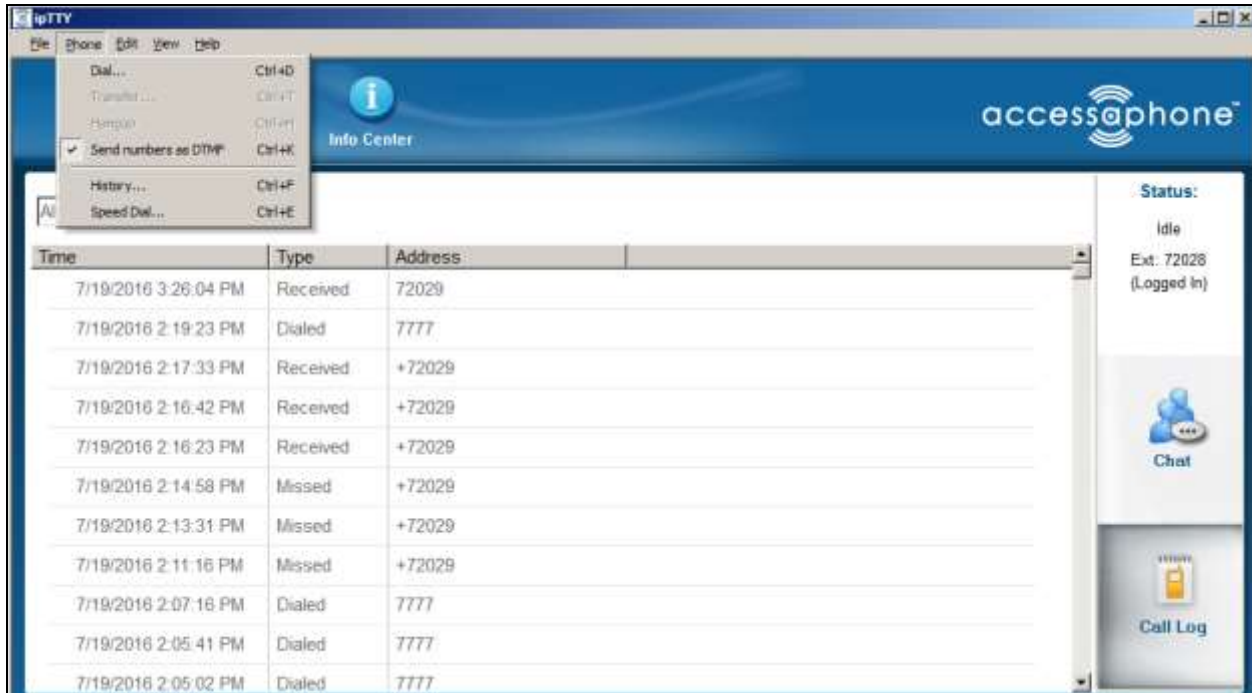 ipTTY
File Phone Edit View Help
Dial... Ctrl+D
Transfer... Ctrl+T
Hangup Ctrl+H
✓ Send numbers as DTMF Ctrl+K
History... Ctrl+F
Speed Dial... Ctrl+E
Info Center
accessaphone™
Status:
Idle
Ext: 72028
(Logged In)
Time Type Address
7/19/2016 3:26:04 PM Received 72029
7/19/2016 2:19:23 PM Dialed 7777
7/19/2016 2:17:33 PM Received +72029
7/19/2016 2:16:42 PM Received +72029
7/19/2016 2:16:23 PM Received +72029
7/19/2016 2:14:58 PM Missed +72029
7/19/2016 2:13:31 PM Missed +72029
7/19/2016 2:11:16 PM Missed +72029
7/19/2016 2:07:16 PM Dialed 7777
7/19/2016 2:05:41 PM Dialed 7777
7/19/2016 2:05:02 PM Dialed 7777
Chat
Call Log